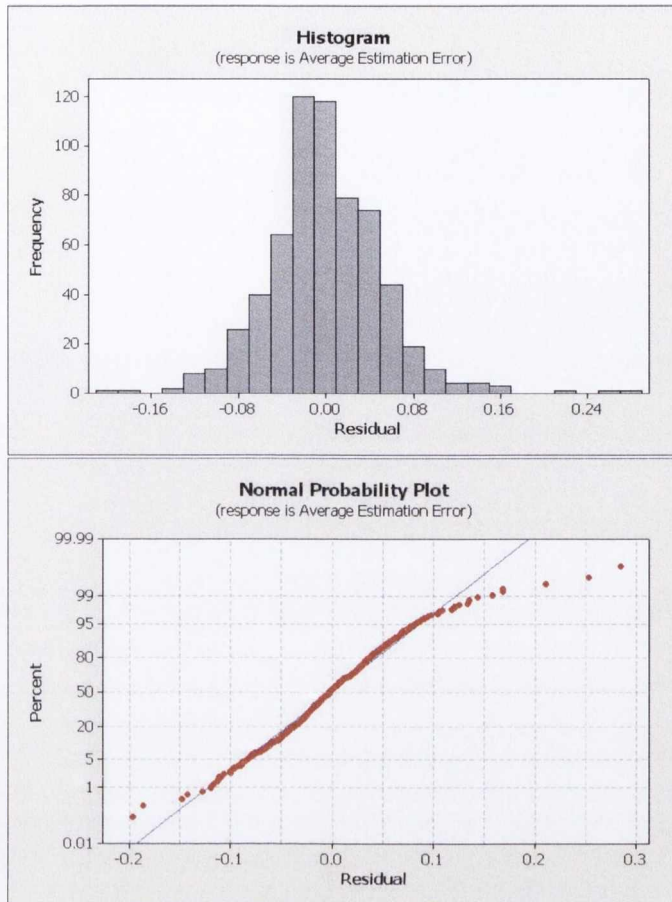 Histogram
(response is Average Estimation Error)
120
100
80
60
40
20
0
Frequency
-0.16 -0.08 0.00 0.08 0.16 0.24
Residual
Normal Probability Plot
(response is Average Estimation Error)
99.99
99
95
80
50
20
5
1
0.01
Percent
-0.2 -0.1 0.0 0.1 0.2 0.3
Residual